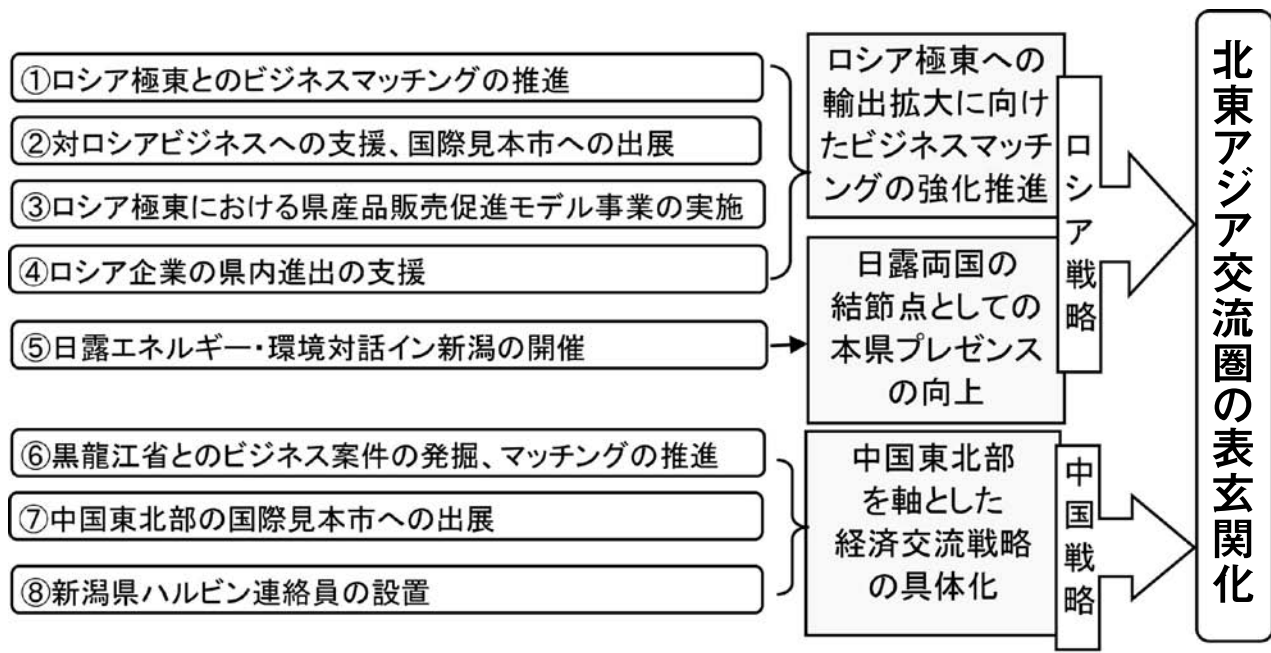 ①ロシア極東とのビジネスマッチングの推進
②対ロシアビジネスへの支援、国際見本市への出展
③ロシア極東における県産品販売促進モデル事業の実施
④ロシア企業の県内進出の支援
⑤日露エネルギー・環境対話イン新潟の開催
⑥黒龍江省とのビジネス案件の発掘、マッチングの推進
⑦中国東北部の国際見本市への出展
⑧新潟県ハルビン連絡員の設置
ロシア極東への
輸出拡大に向け
たビジネスマッチ
ングの強化推進
日露両国の
結節点としての
本県プレゼンス
の向上
中国東北部
を軸とした
経済交流戦略
の具体化
ロシア戦略
中国戦略
北東アジア交流圏の表玄関化